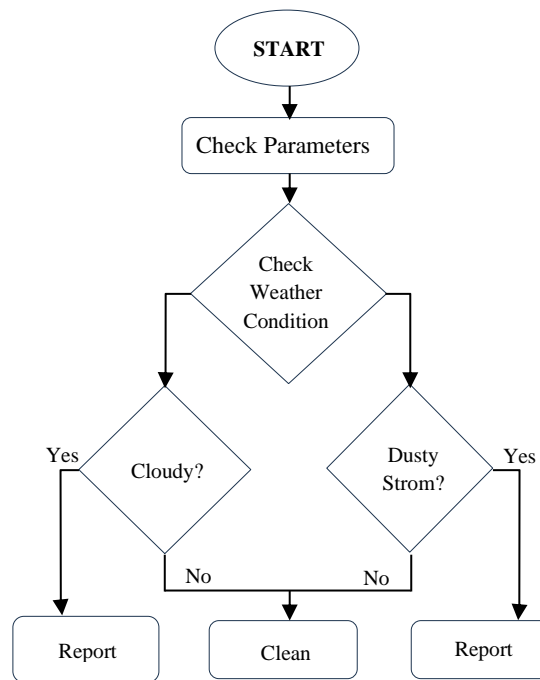 START
Check Parameters
Check
Weather
Condition
Yes
Cloudy?
Dusty
Strom?
Yes
No
No
Report
Clean
Report